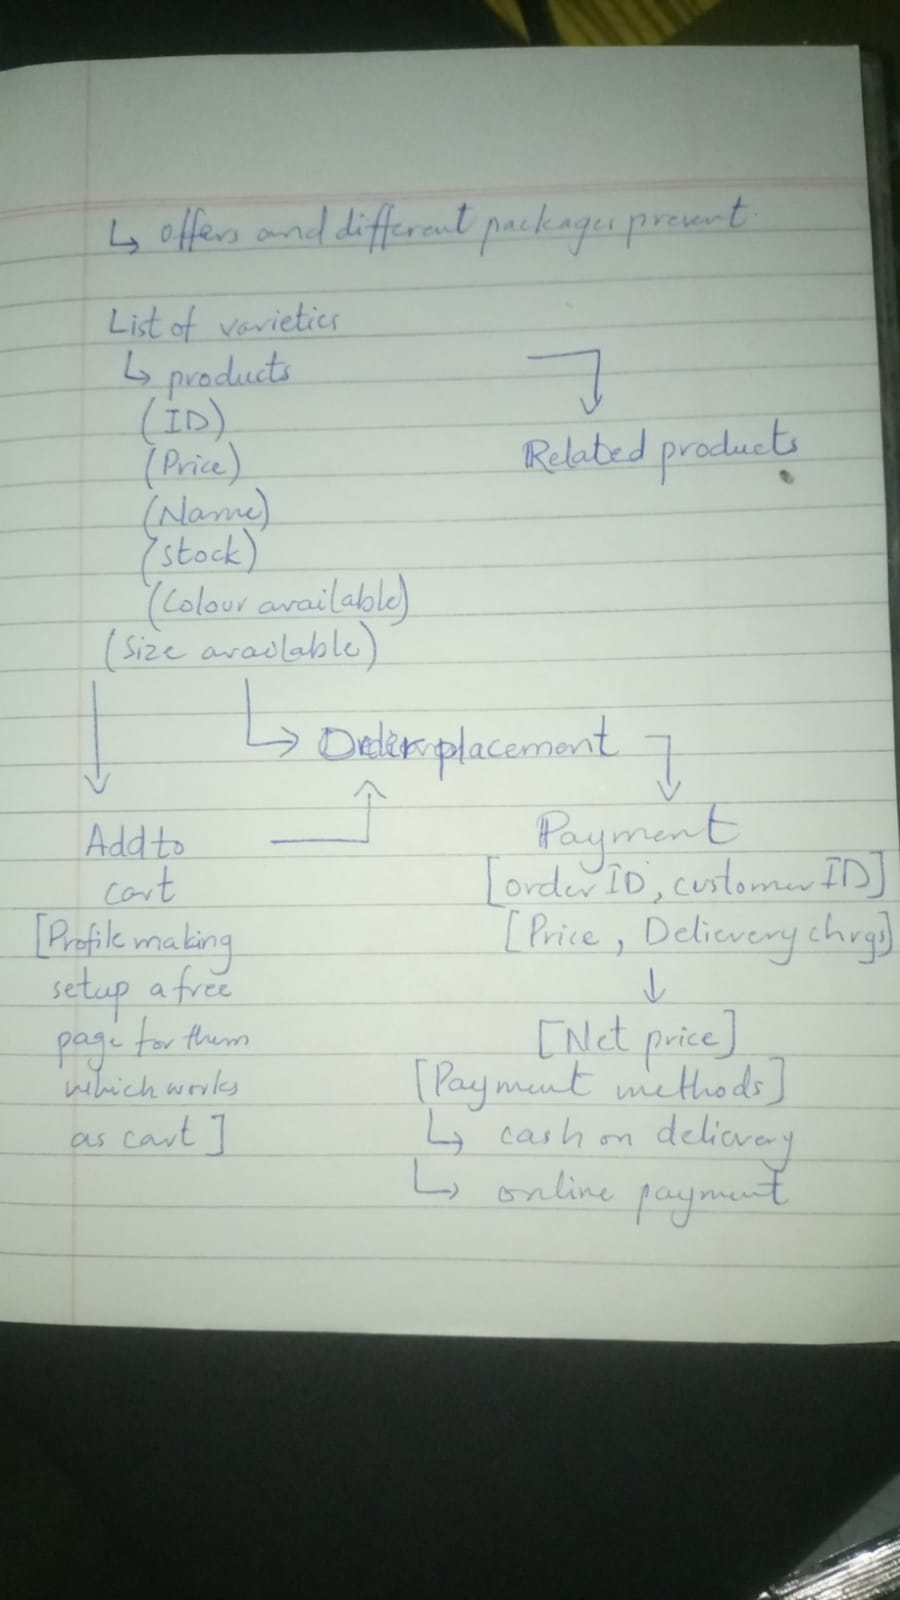 ↳ offers and different packages present.
List of varieties
↳ products
(ID)
(Price)
(Name)
(Stock)
(Colour available)
(Size available)
Related products
Order placement
Add to
cart
[Profile making
setup a free
page for them
which works
as cart]
Payment
[order ID, customer ID]
[Price, Delievery chrgs]
↓
[Net price]
[Payment methods]
↳ cash on delievery
↳ online payment